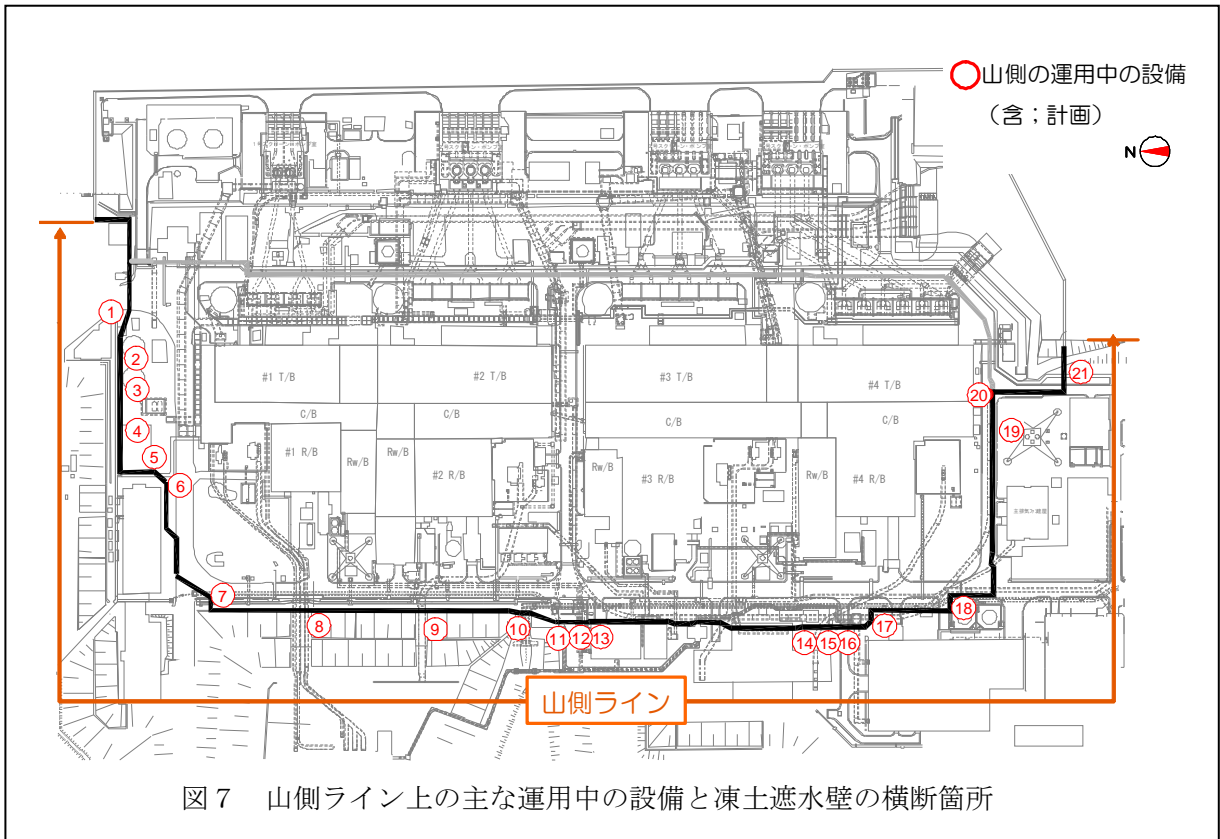 ○山側の運用中の設備
（含；計画）
N
①
②
③
④
⑤
⑥
#1 T/B
#2 T/B
#3 T/B
#4 T/B
C/B
C/B
C/B
C/B
#1 R/B
Rw/B
Rw/B
#2 R/B
Rw/B
#3 R/B
Rw/B
#4 R/B
⑳
㉑
⑲
⑦
⑧
⑨
⑩
⑪
⑫
⑬
⑭
⑮
⑯
⑰
⑱
山側ライン
図７　山側ライン上の主な運用中の設備と凍土遮水壁の横断箇所